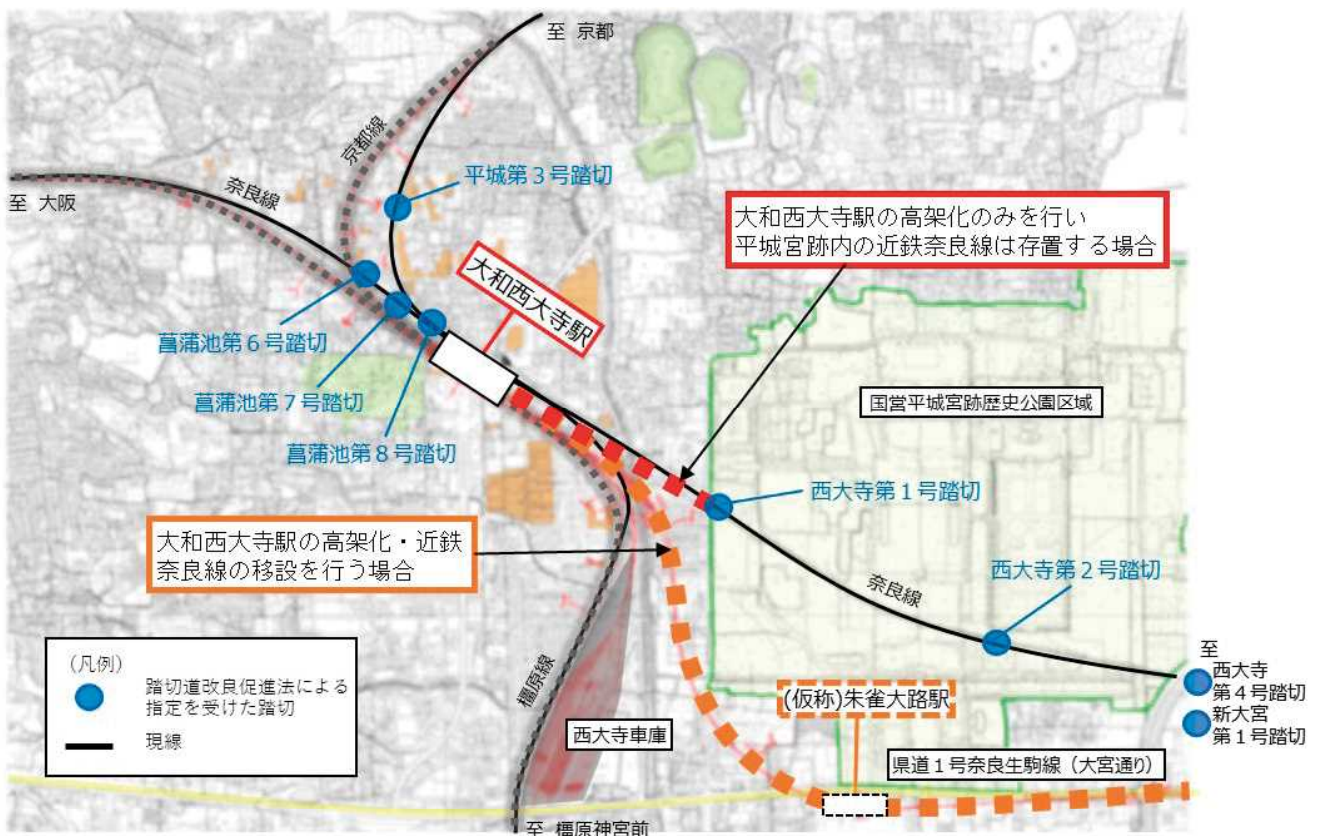 至 京都
京都線
平城第３号踏切
至 大阪
奈良線
大和西大寺駅の高架化のみを行い
平城宮跡内の近鉄奈良線は存置する場合
大和西大寺駅
菖蒲池第６号踏切
菖蒲池第７号踏切
菖蒲池第８号踏切
国営平城宮跡歴史公園区域
西大寺第１号踏切
大和西大寺駅の高架化・近鉄
奈良線の移設を行う場合
西大寺第２号踏切
奈良線
（凡例）
踏切道改良促進法による
指定を受けた踏切
現線
橿原線
西大寺車庫
(仮称)朱雀大路駅
至
西大寺
第４号踏切
新大宮
第１号踏切
県道１号奈良生駒線（大宮通り）
至 橿原神宮前